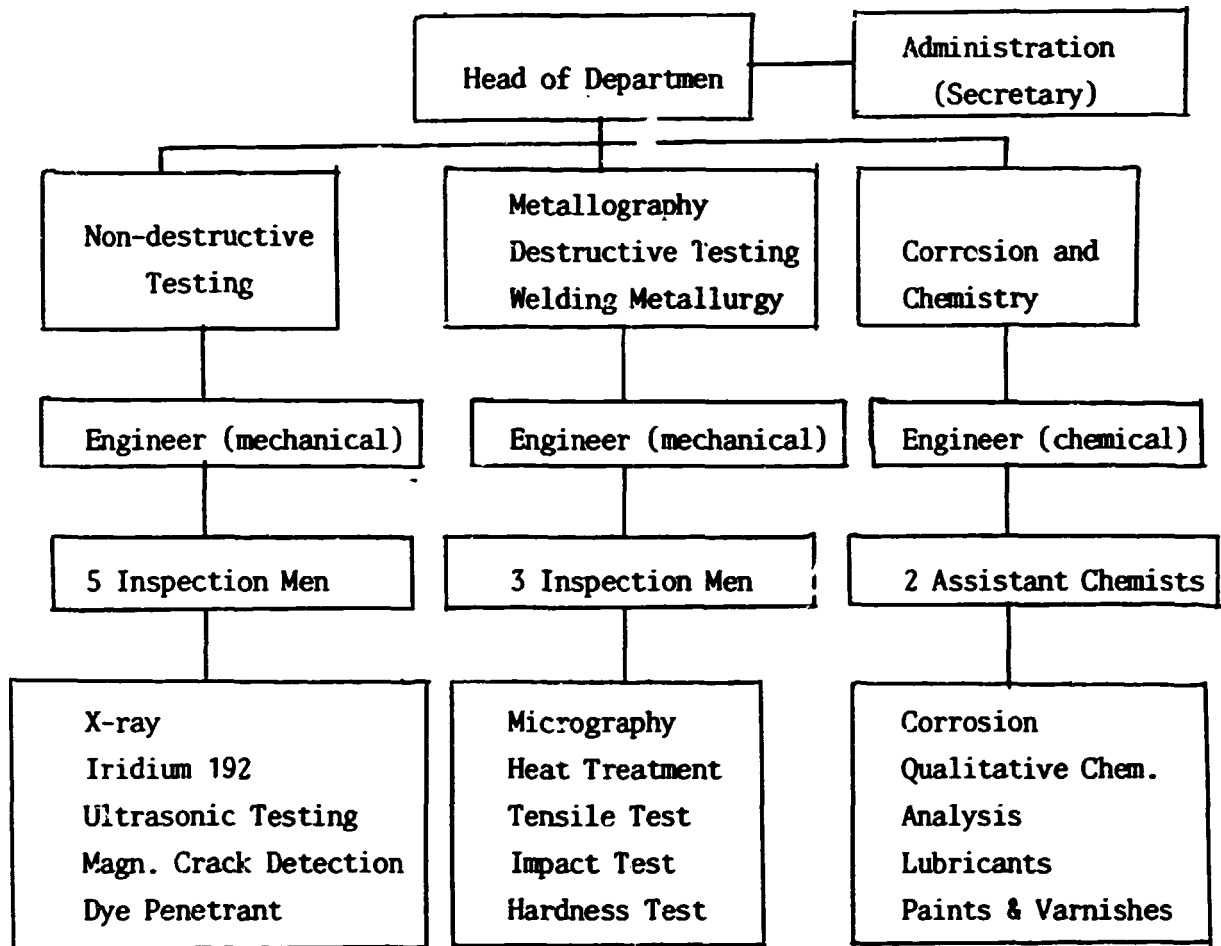 Head of Departmen
Administration
(Secretary)
Non-destructive
Testing
Metallography
Destructive Testing
Welding Metallurgy
Corrosion and
Chemistry
Engineer (mechanical)
Engineer (mechanical)
Engineer (chemical)
5 Inspection Men
3 Inspection Men
2 Assistant Chemists
X-ray
Iridium 192
Ultrasonic Testing
Magn. Crack Detection
Dye Penetrant
Micrography
Heat Treatment
Tensile Test
Impact Test
Hardness Test
Corrosion
Qualitative Chem.
Analysis
Lubricants
Paints & Varnishes